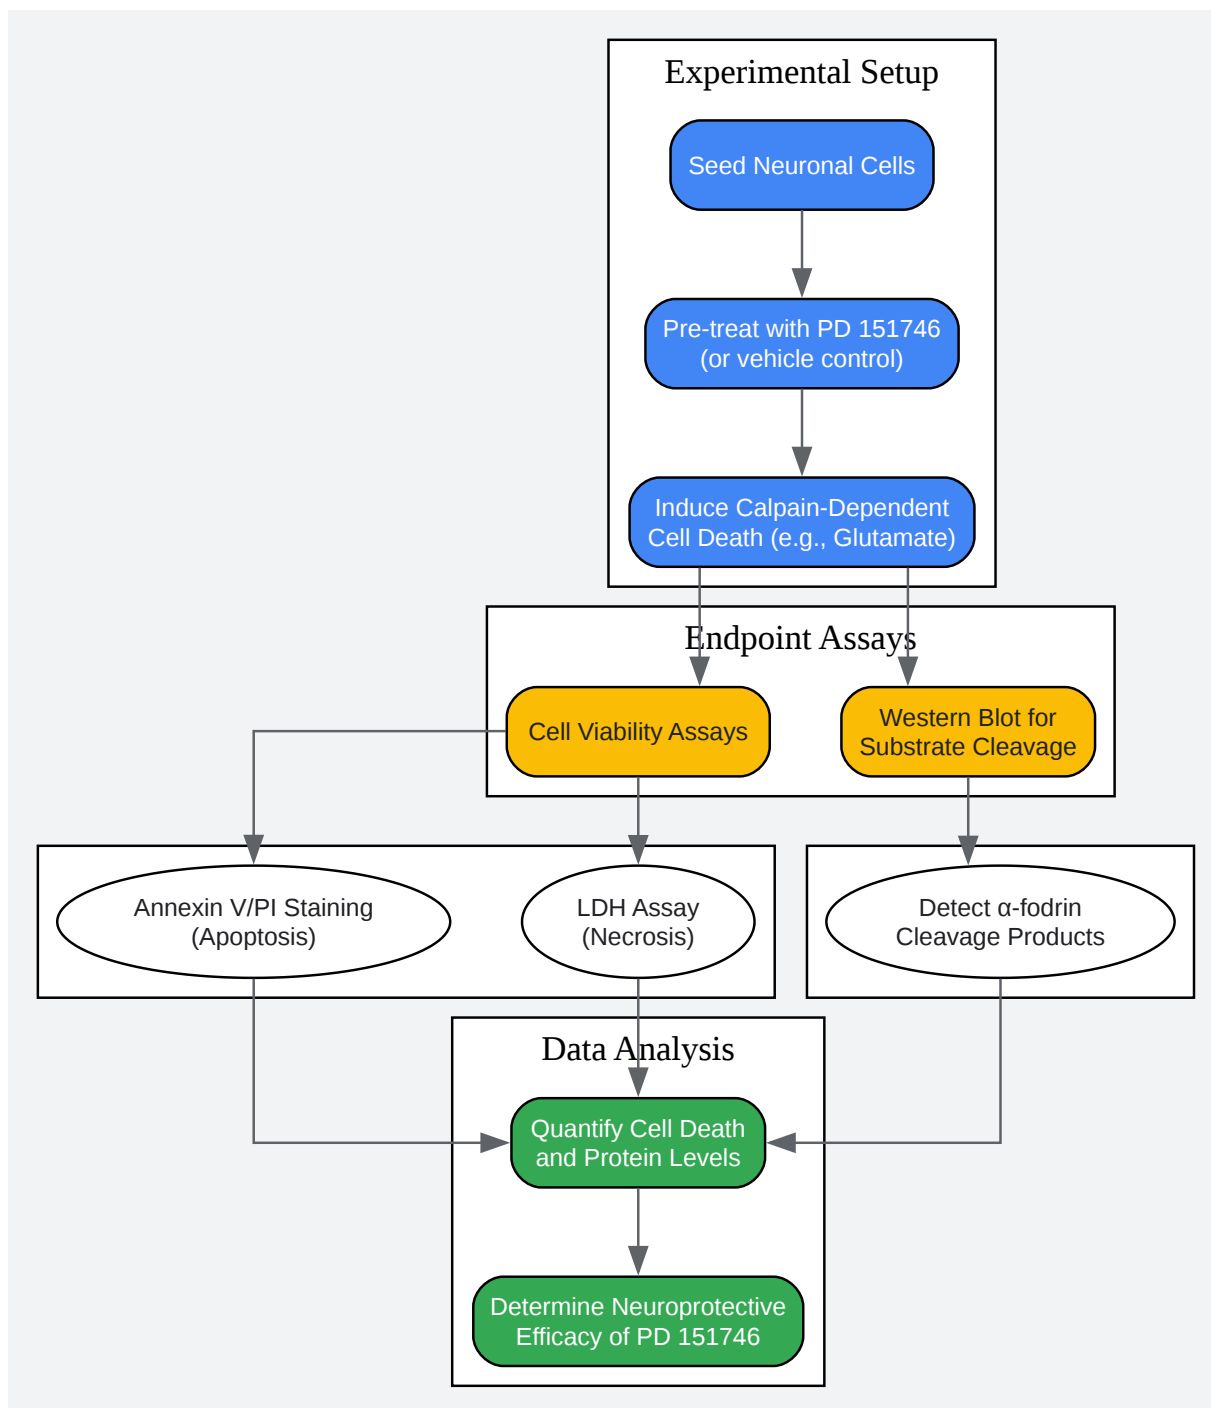 Experimental Setup
Seed Neuronal Cells
Pre-treat with PD 151746
(or vehicle control)
Induce Calpain-Dependent
Cell Death (e.g., Glutamate)
Endpoint Assays
Cell Viability Assays
Western Blot for
Substrate Cleavage
Annexin V/PI Staining
(Apoptosis)
LDH Assay
(Necrosis)
Detect α-fodrin
Cleavage Products
Data Analysis
Quantify Cell Death
and Protein Levels
Determine Neuroprotective
Efficacy of PD 151746